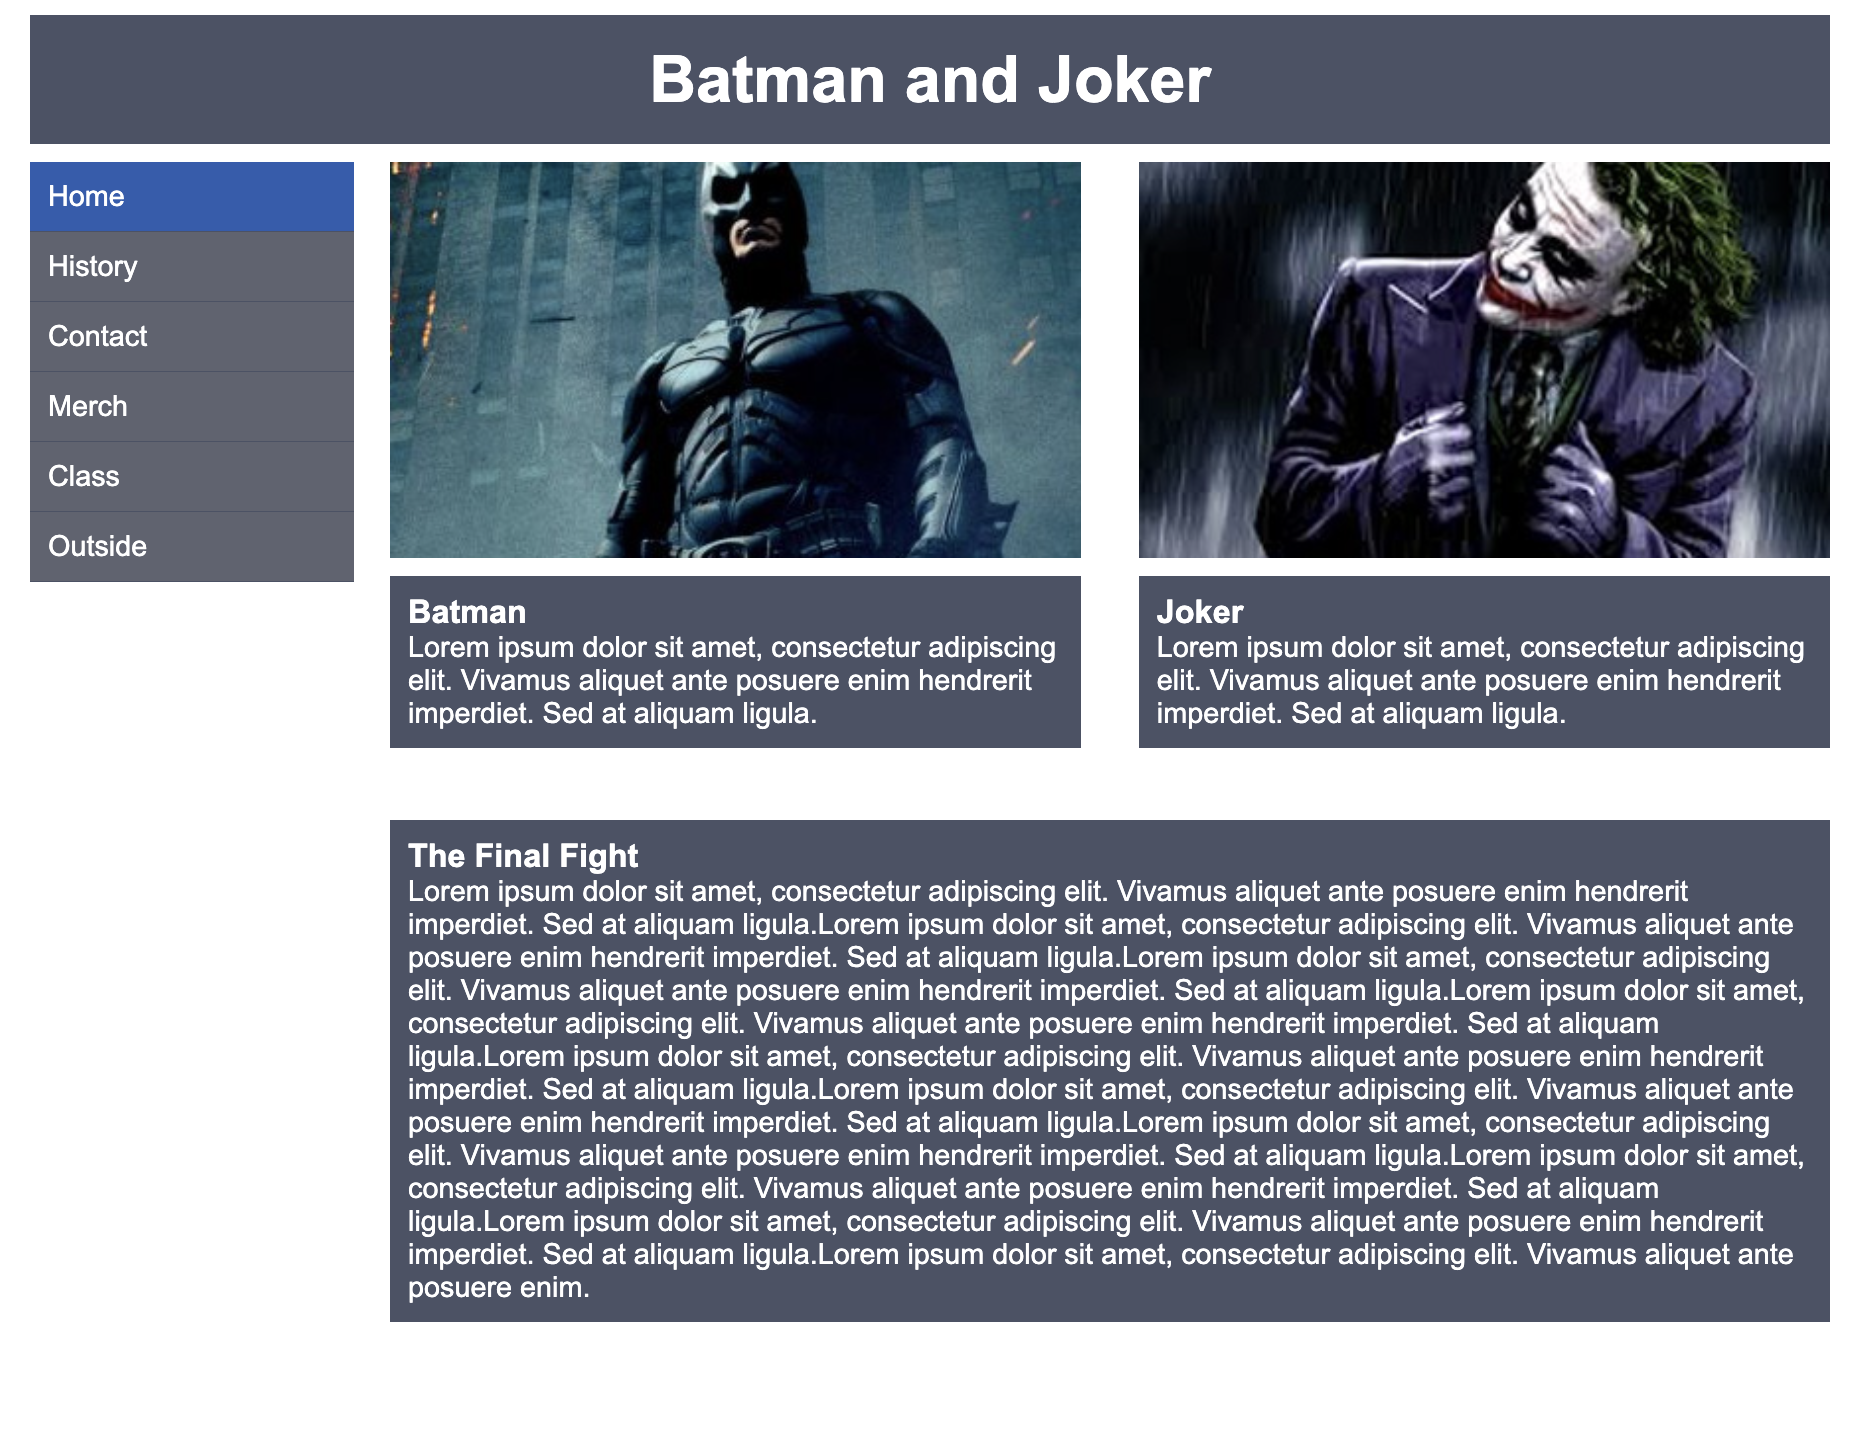 Batman and Joker
Home
History
Contact
Merch
Class
Outside
Batman
Lorem ipsum dolor sit amet, consectetur adipiscing
elit. Vivamus aliquet ante posuere enim hendrerit
imperdiet. Sed at aliquam ligula.
Joker
Lorem ipsum dolor sit amet, consectetur adipiscing
elit. Vivamus aliquet ante posuere enim hendrerit
imperdiet. Sed at aliquam ligula.
The Final Fight
Lorem ipsum dolor sit amet, consectetur adipiscing elit. Vivamus aliquet ante posuere enim hendrerit
imperdiet. Sed at aliquam ligula.Lorem ipsum dolor sit amet, consectetur adipiscing elit. Vivamus aliquet ante
posuere enim hendrerit imperdiet. Sed at aliquam ligula.Lorem ipsum dolor sit amet, consectetur adipiscing
elit. Vivamus aliquet ante posuere enim hendrerit imperdiet. Sed at aliquam ligula.Lorem ipsum dolor sit amet,
consectetur adipiscing elit. Vivamus aliquet ante posuere enim hendrerit imperdiet. Sed at aliquam
ligula.Lorem ipsum dolor sit amet, consectetur adipiscing elit. Vivamus aliquet ante posuere enim hendrerit
imperdiet. Sed at aliquam ligula.Lorem ipsum dolor sit amet, consectetur adipiscing elit. Vivamus aliquet ante
posuere enim hendrerit imperdiet. Sed at aliquam ligula.Lorem ipsum dolor sit amet, consectetur adipiscing
elit. Vivamus aliquet ante posuere enim hendrerit imperdiet. Sed at aliquam ligula.Lorem ipsum dolor sit amet,
consectetur adipiscing elit. Vivamus aliquet ante posuere enim hendrerit imperdiet. Sed at aliquam
ligula.Lorem ipsum dolor sit amet, consectetur adipiscing elit. Vivamus aliquet ante posuere enim hendrerit
imperdiet. Sed at aliquam ligula.Lorem ipsum dolor sit amet, consectetur adipiscing elit. Vivamus aliquet ante
posuere enim.